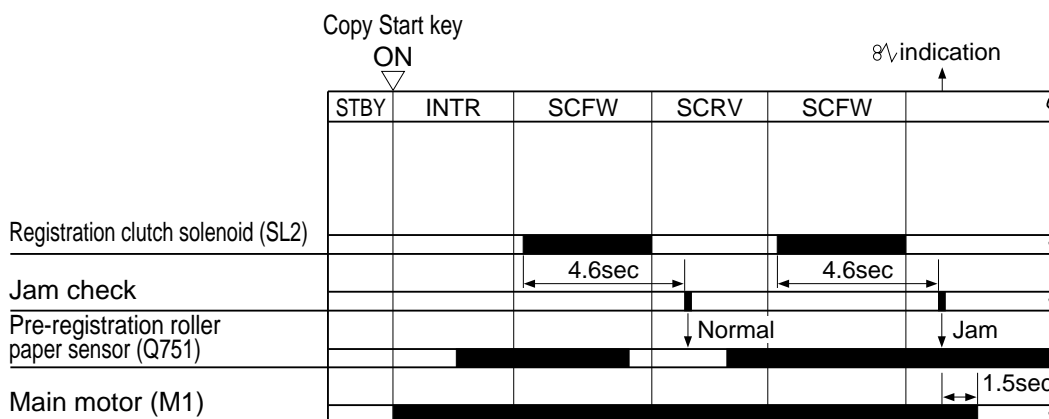 Copy Start key
ON
indication
STBY INTR SCFW SCRV SCFW
Registration clutch solenoid (SL2)
4.6sec 4.6sec
Jam check
Pre-registration roller
paper sensor (Q751)
Normal Jam
1.5sec
Main motor (M1)